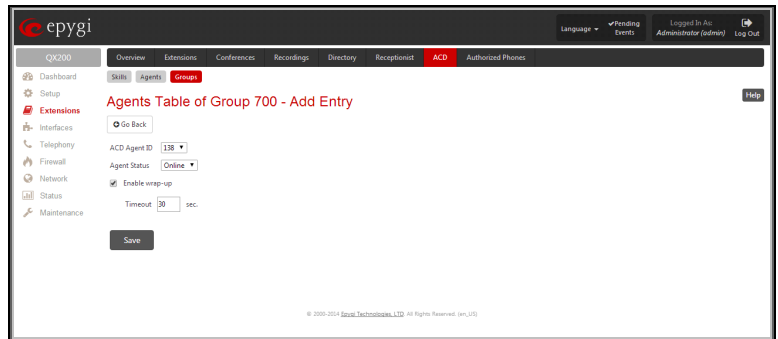 epygi
Language
Pending Events
Logged In As:
Administrator (admin)
Log Out
QX200
Overview Extensions Conferences Recordings Directory Receptionist ACD Authorized Phones
Dashboard
Setup
Extensions
Interfaces
Telephony
Firewall
Network
Status
Maintenance
Skills Agents Groups
Agents Table of Group 700 - Add Entry
Help
Go Back
ACD Agent ID 138
Agent Status Online
Enable wrap-up
Timeout 30 sec.
Save
© 2000-2014 Epygi Technologies, LTD. All Rights Reserved. (en_US)